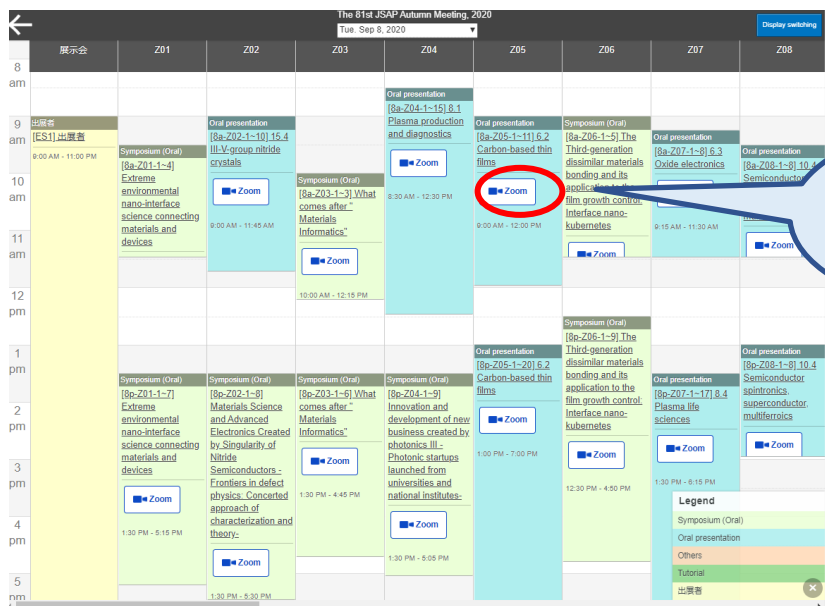 The 81st JSAP Autumn Meeting, 2020
Tue. Sep 8, 2020
Display switching
展示会
Z01
Z02
Z03
Z04
Z05
Z06
Z07
Z08
8
am
9
am
10
am
11
am
12
pm
1
pm
2
pm
3
pm
4
pm
5
pm
出展者
[ES1] 出展者
9:00 AM - 11:00 PM
Symposium (Oral)
[8a-Z01-1~4]
Extreme
environmental
nano-interface
science connecting
materials and
devices
Symposium (Oral)
[8p-Z01-1~7]
Extreme
environmental
nano-interface
science connecting
materials and
devices
Zoom
1:30 PM - 5:15 PM
Oral presentation
[8a-Z02-1~10] 15.4
III-V-group nitride
crystals
Zoom
9:00 AM - 11:45 AM
Symposium (Oral)
[8p-Z02-1~8]
Materials Science
and Advanced
Electronics Created
by Singularity of
Nitride
Semiconductors -
Frontiers in defect
physics: Concerted
approach of
characterization and
theory-
Zoom
1:30 PM - 5:30 PM
Symposium (Oral)
[8a-Z03-1~3] What
comes after "
Materials
Informatics"
Zoom
10:00 AM - 12:15 PM
Symposium (Oral)
[8p-Z03-1~6] What
comes after "
Materials
Informatics"
Zoom
1:30 PM - 4:45 PM
Oral presentation
[8a-Z04-1~15] 8.1
Plasma production
and diagnostics
Zoom
8:30 AM - 12:30 PM
Symposium (Oral)
[8p-Z04-1~9]
Innovation and
development of new
business created by
photonics III -
Photonic startups
launched from
universities and
national institutes-
Zoom
1:30 PM - 5:05 PM
Oral presentation
[8a-Z05-1~11] 6.2
Carbon-based thin
films
Zoom
9:00 AM - 12:00 PM
Oral presentation
[8p-Z05-1~20] 6.2
Carbon-based thin
films
Zoom
1:00 PM - 7:00 PM
Symposium (Oral)
[8a-Z06-1~5] The
Third-generation
dissimilar materials
bonding and its
application to the
film growth control:
Interface nano-
kubernetes
Zoom
Symposium (Oral)
[8p-Z06-1~9] The
Third-generation
dissimilar materials
bonding and its
application to the
film growth control:
Interface nano-
kubernetes
Zoom
12:30 PM - 4:50 PM
Oral presentation
[8a-Z07-1~8] 6.3
Oxide electronics
9:15 AM - 11:30 AM
Oral presentation
[8p-Z07-1~17] 8.4
Plasma life
sciences
Zoom
1:30 PM - 6:15 PM
Oral presentation
[8a-Z08-1~8] 10.4
Semiconductor
Zoom
Oral presentation
[8p-Z08-1~8] 10.4
Semiconductor
spintronics,
superconductor,
multiferroics
Zoom
Legend
Symposium (Oral)
Oral presentation
Others
Tutorial
出展者